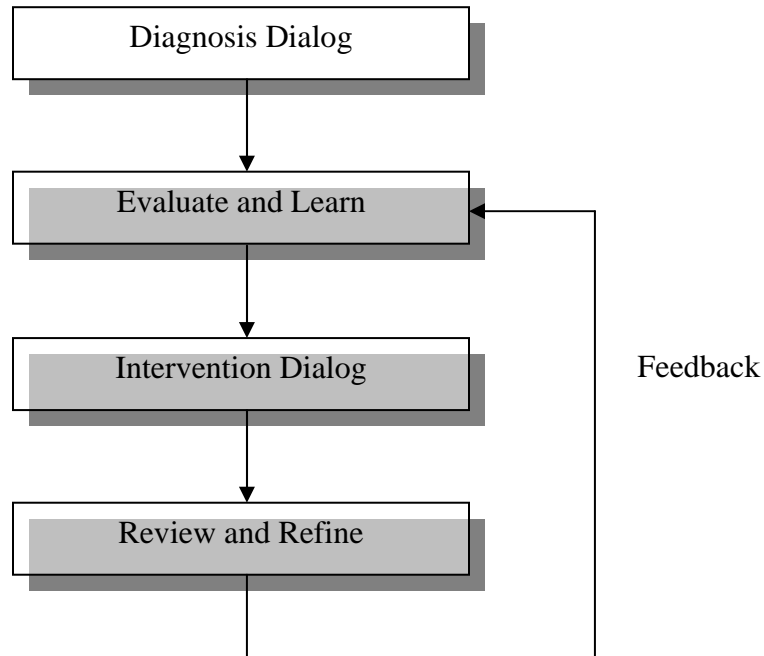 Diagnosis Dialog
Evaluate and Learn
Intervention Dialog
Feedback
Review and Refine